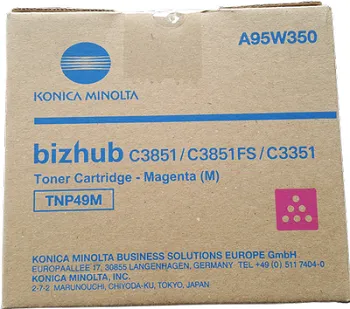 A95W350
KONICA MINOLTA
bizhub C3851 / C3851FS / C3351
Toner Cartridge - Magenta (M)
TNP49M
KONICA MINOLTA BUSINESS SOLUTIONS EUROPE GmbH
EUROPAALLEE 17, 30855 LANGENHAGEN, GERMANY TEL +49 (0) 511 7404-0
KONICA MINOLTA, INC.
2-7-2 MARUNOUCHI, CHIYODA-KU, TOKYO, JAPAN